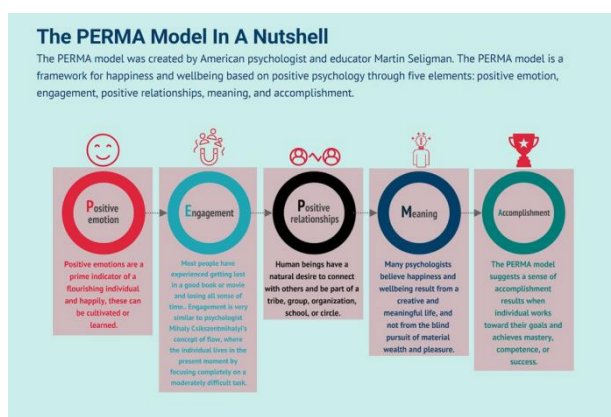 The PERMA Model In A Nutshell
The PERMA model was created by American psychologist and educator Martin Seligman. The PERMA model is a
framework for happiness and wellbeing based on positive psychology through five elements: positive emotion,
engagement, positive relationships, meaning, and accomplishment.
Positive
emotion
Positive emotions are a
prime indicator of a
flourishing individual
and happily, these can
be cultivated or
learned.
Engagement
Most people have
experienced getting lost
in a good book or movie
and losing all sense of
time.. Engagement is very
similar to psychologist
Mihaly Csikszentmihalyi's
concept of flow, where
the individual lives in the
present moment by
focusing completely on a
moderately difficult task.
Positive
relationships
Human beings have a
natural desire to connect
with others and be part of a
tribe, group, organization,
school, or circle.
Meaning
Many psychologists
believe happiness and
wellbeing result from a
creative and
meaningful life, and
not from the blind
pursuit of material
wealth and pleasure.
Accomplishment
The PERMA model
suggests a sense of
accomplishment
results when
individual works
toward their goals and
achieves mastery,
competence, or
success.